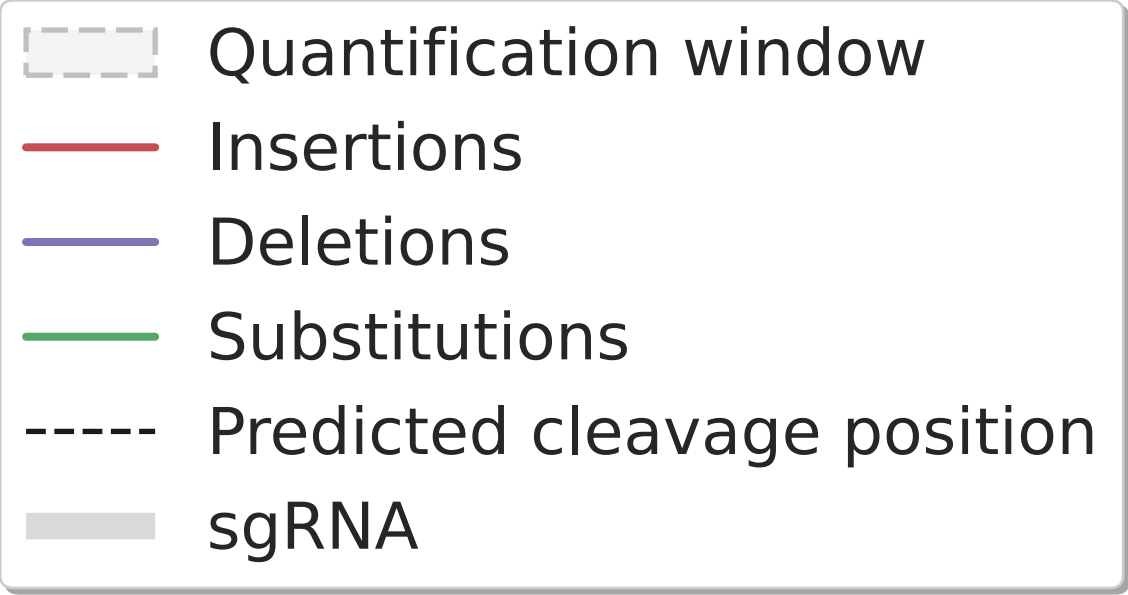 Quantification window
Insertions
Deletions
Substitutions
Predicted cleavage position
sgRNA